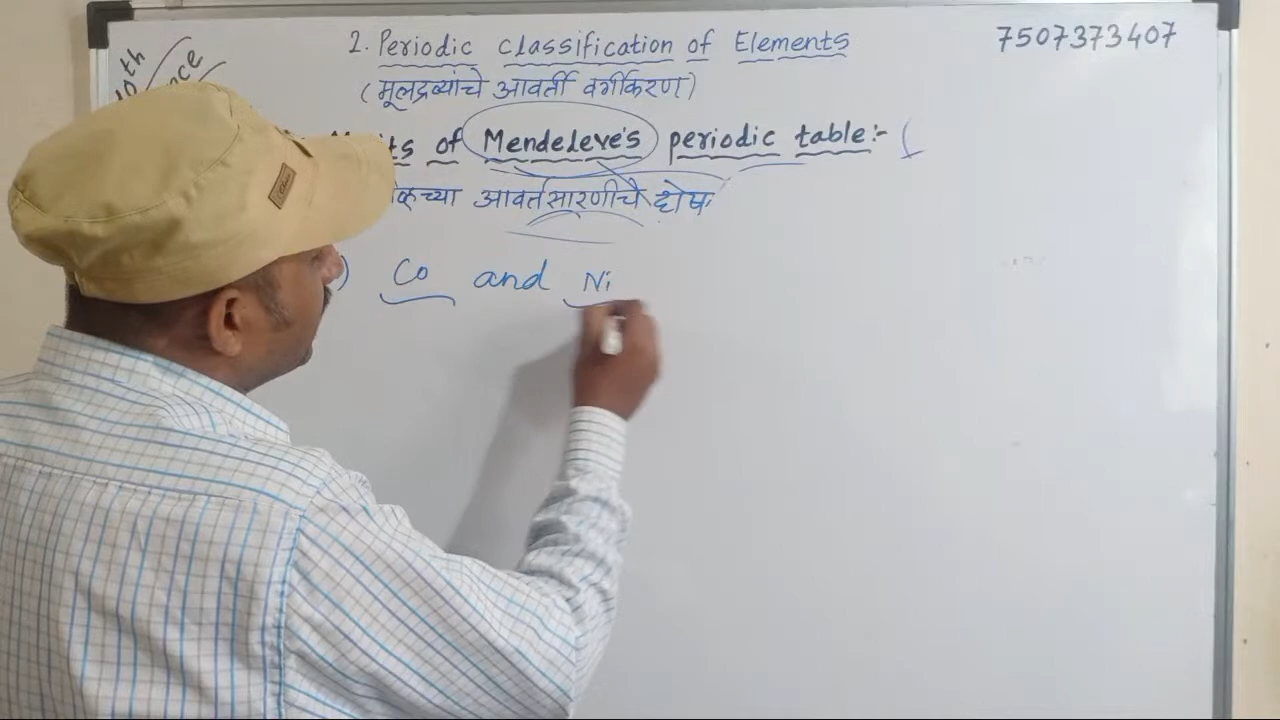 2. Periodic classification of Elements
7507373407
(मूलद्रव्यांचे आवर्ती वर्गीकरण)
10th
of Mendeleve's periodic table:- (
आवर्तसारणीचे दोष
) Co and Ni